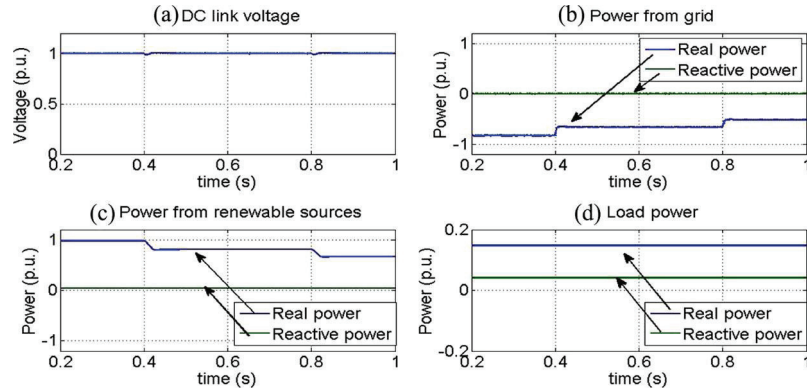 (a) DC link voltage
Voltage (p.u.)
1
0.5
0
0.2 0.4 0.6 0.8 1
time (s)
(b) Power from grid
Power (p.u.)
1
0
-1
Real power
Reactive power
0.2 0.4 0.6 0.8 1
time (s)
(c) Power from renewable sources
Power (p.u.)
1
0
-1
Real power
Reactive power
0.2 0.4 0.6 0.8 1
time (s)
(d) Load power
Power (p.u.)
0.2
0
-0.2
Real power
Reactive power
0.2 0.4 0.6 0.8 1
time (s)